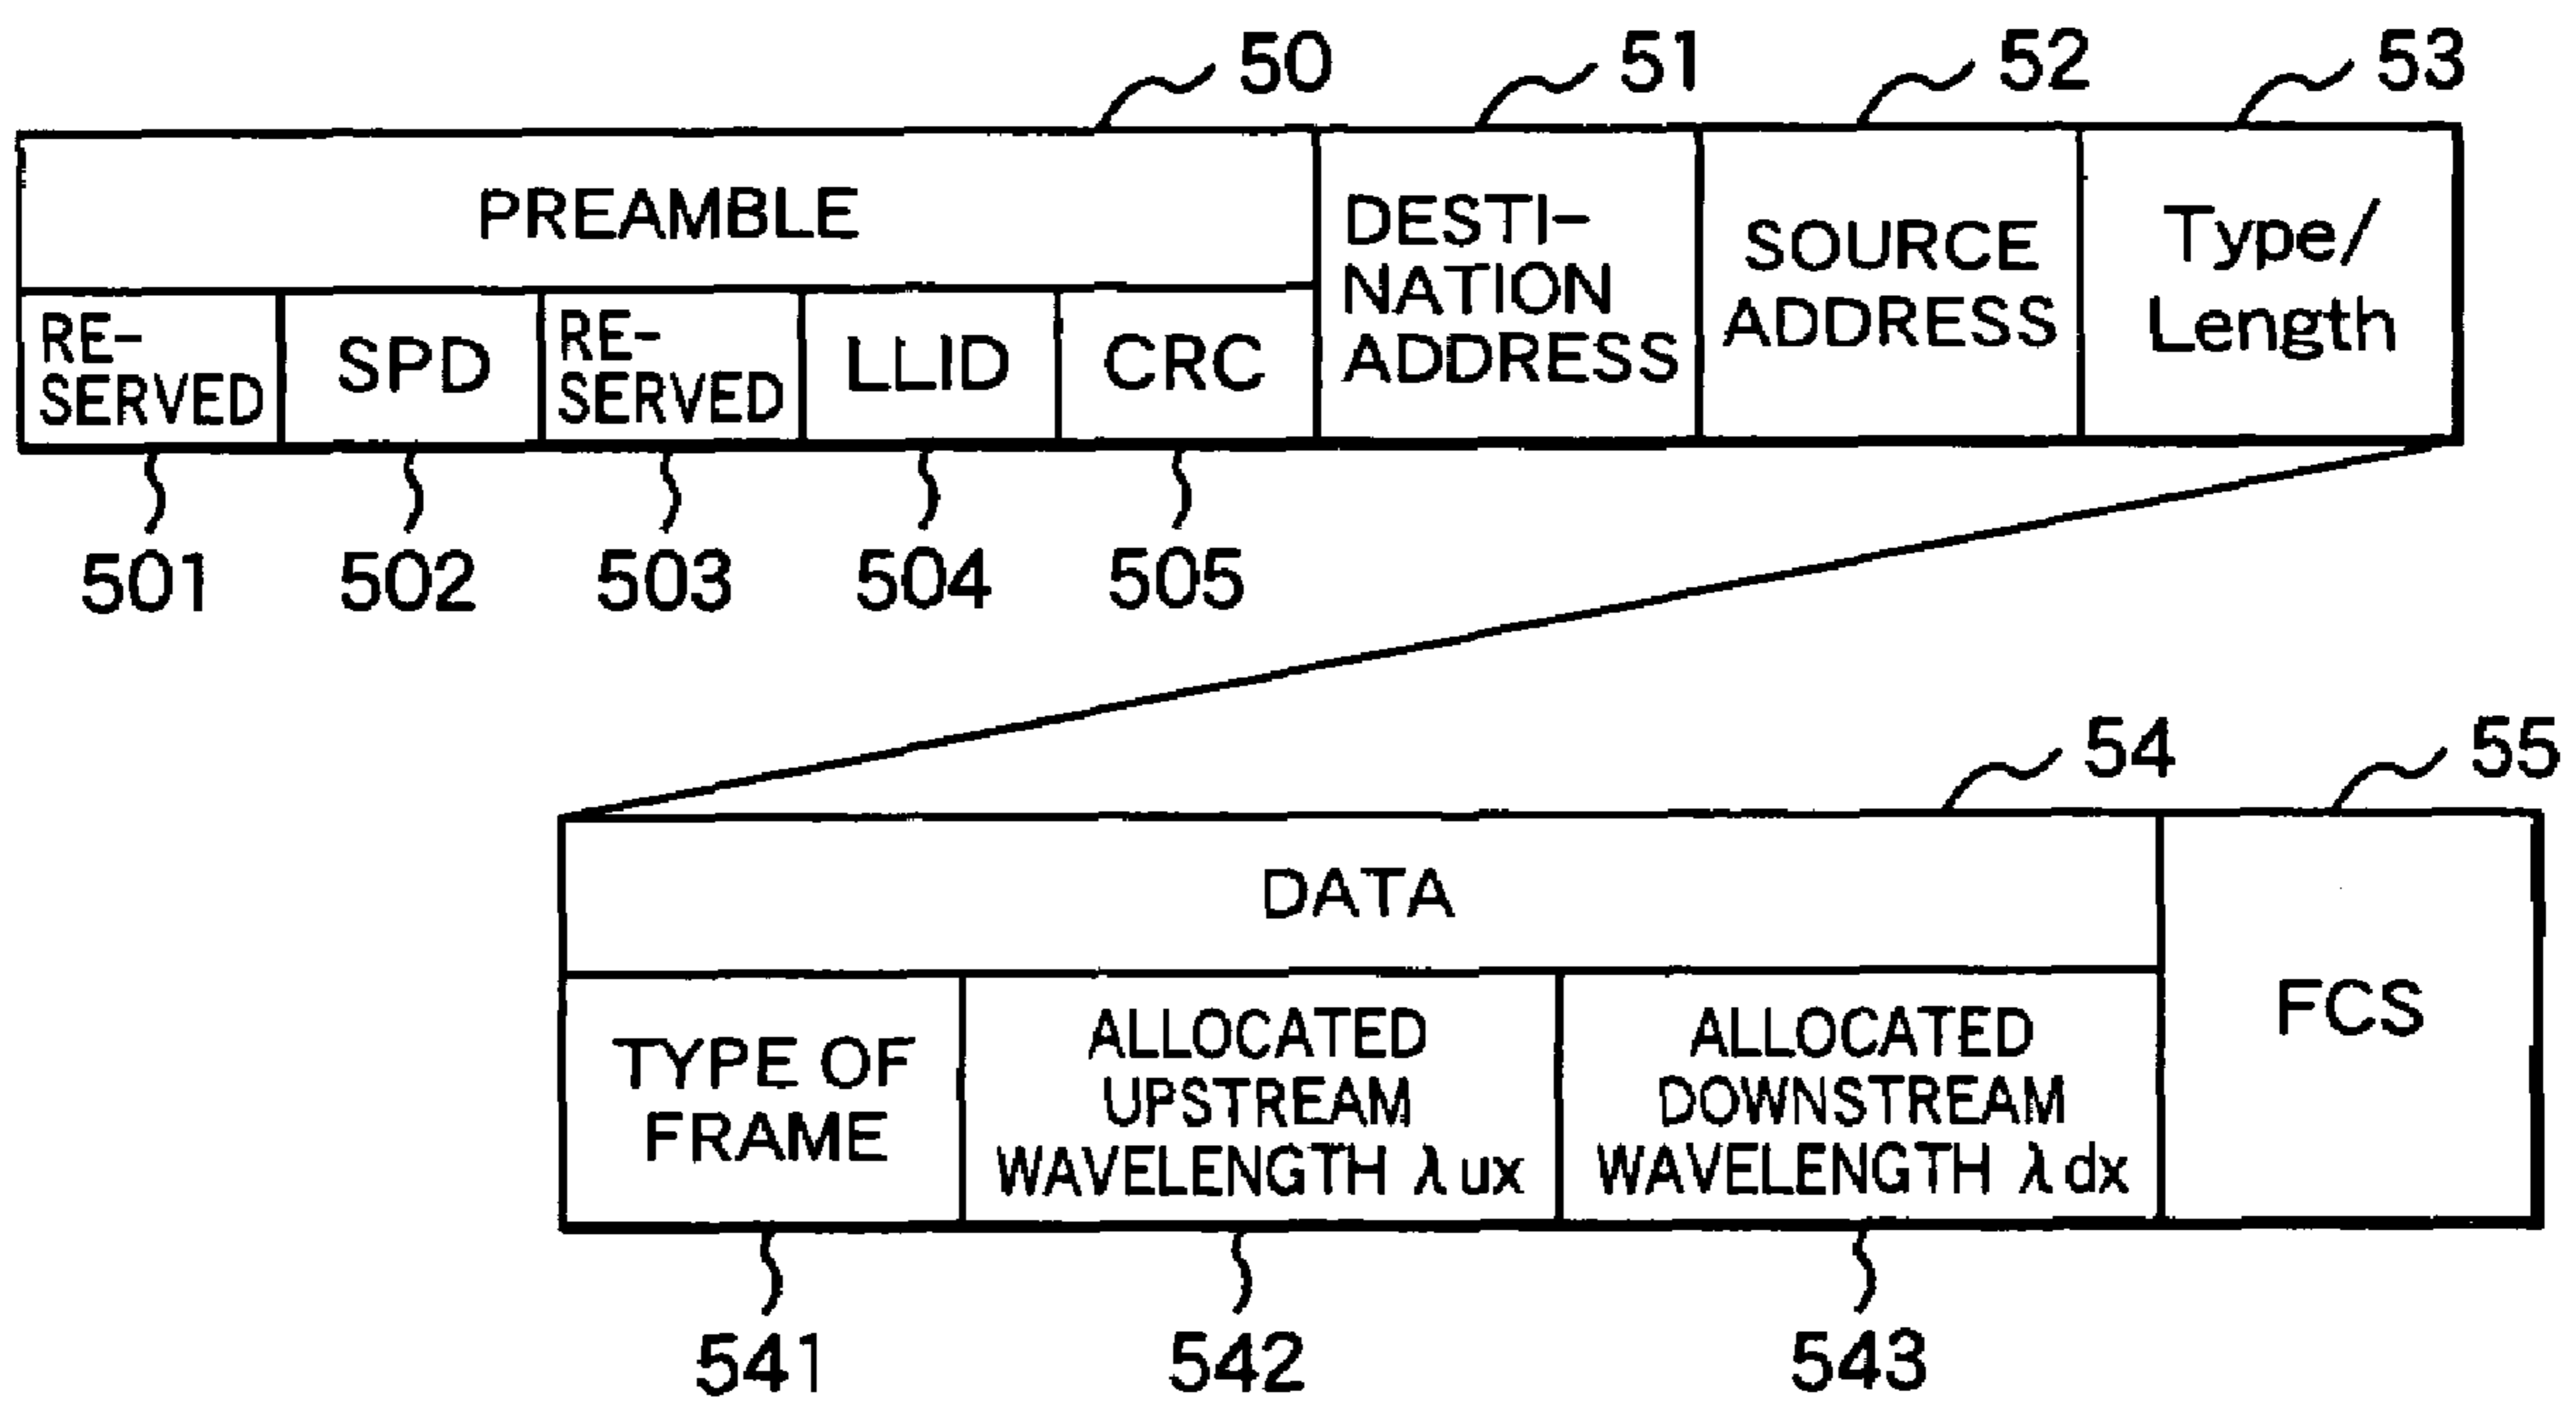 50 51 52 53
PREAMBLE
DESTI-
NATION
ADDRESS
SOURCE
ADDRESS
Type/
Length
RE-
SERVED
SPD
RE-
SERVED
LLID
CRC
501 502 503 504 505
54 55
DATA
FCS
TYPE OF
FRAME
ALLOCATED
UPSTREAM
WAVELENGTH λux
ALLOCATED
DOWNSTREAM
WAVELENGTH λdx
541 542 543